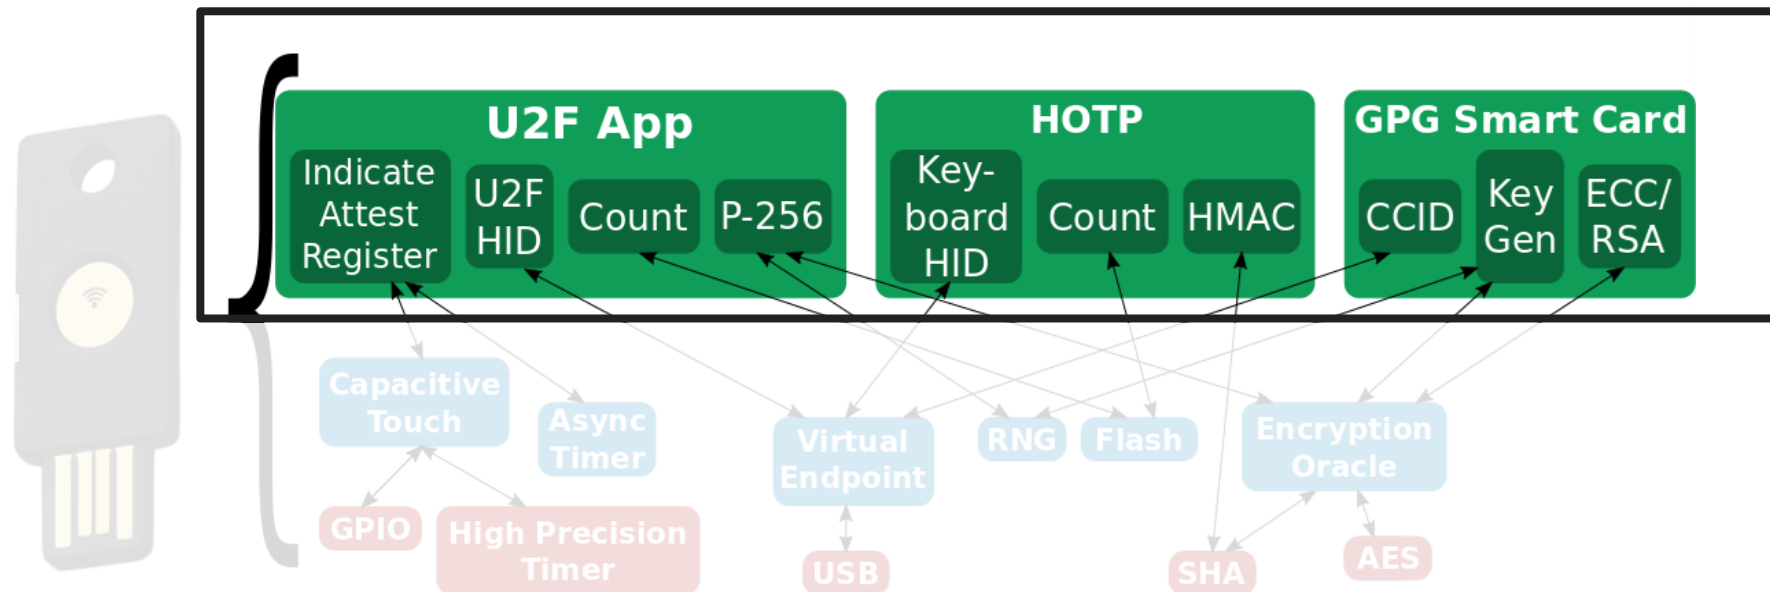 U2F App
Indicate
Attest
Register
U2F
HID
Count
P-256
HOTP
Key-
board
HID
Count
HMAC
GPG Smart Card
CCID
Key
Gen
ECC/
RSA
Capacitive
Touch
Async
Timer
Virtual
Endpoint
RNG
Flash
Encryption
Oracle
GPIO
High Precision
Timer
USB
SHA
AES